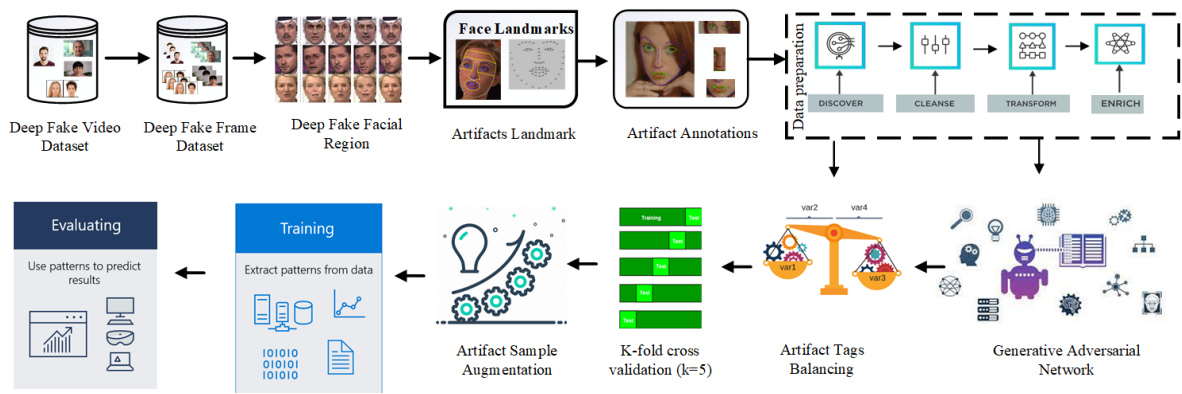 Face Landmarks
Data preparation
DISCOVER
CLEANSE
TRANSFORM
ENRICH
Deep Fake Video
Dataset
Deep Fake Frame
Dataset
Deep Fake Facial
Region
Artifacts Landmark
Artifact Annotations
Evaluating
Use patterns to predict
results
Training
Extract patterns from data
010101
010101
101010
Artifact Sample
Augmentation
Training
Test
Test
Test
Test
Test
K-fold cross
validation (k=5)
var2
var4
var1
var3
Artifact Tags
Balancing
Generative Adversarial
Network